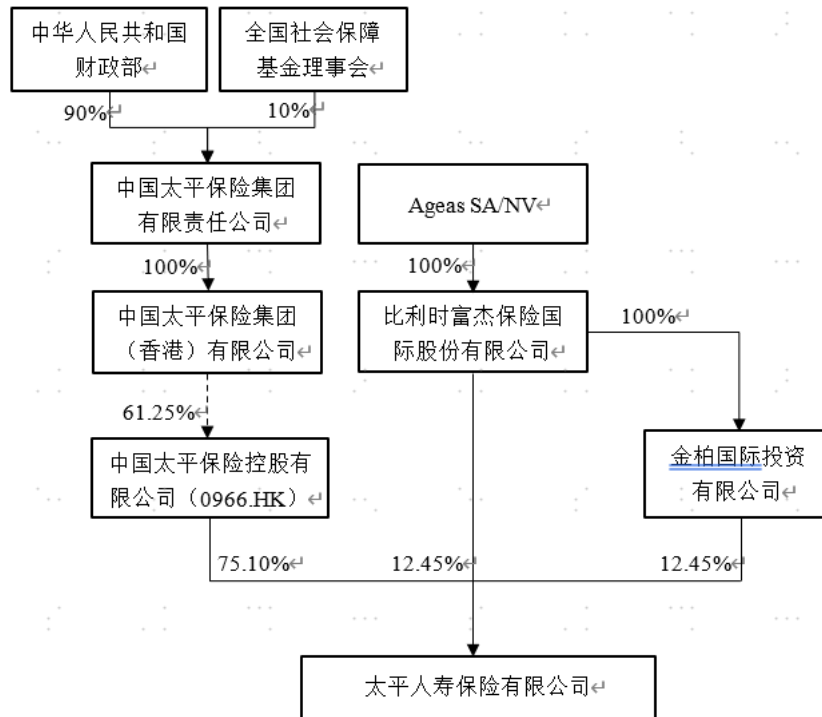 中华人民共和国
财政部↵
全国社会保障
基金理事会↵
90%↵
10%↵
中国太平保险集团
有限责任公司↵
Ageas SA/NV↵
100%↵
100%↵
中国太平保险集团
（香港）有限公司↵
比利时富杰保险国
际股份有限公司↵
100%↵
61.25%↵
中国太平保险控股有
限公司（0966.HK）↵
金柏国际投资
有限公司↵
75.10%↵
12.45%↵
12.45%↵
太平人寿保险有限公司↵